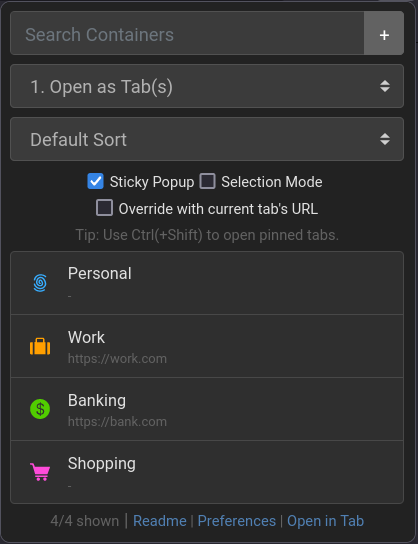 Search Containers +
1. Open as Tab(s)
Default Sort
Sticky Popup Selection Mode
Override with current tab's URL
Tip: Use Ctrl(+Shift) to open pinned tabs.
Personal
-
Work
https://work.com
$ Banking
https://bank.com
Shopping
-
4/4 shown | Readme | Preferences | Open in Tab